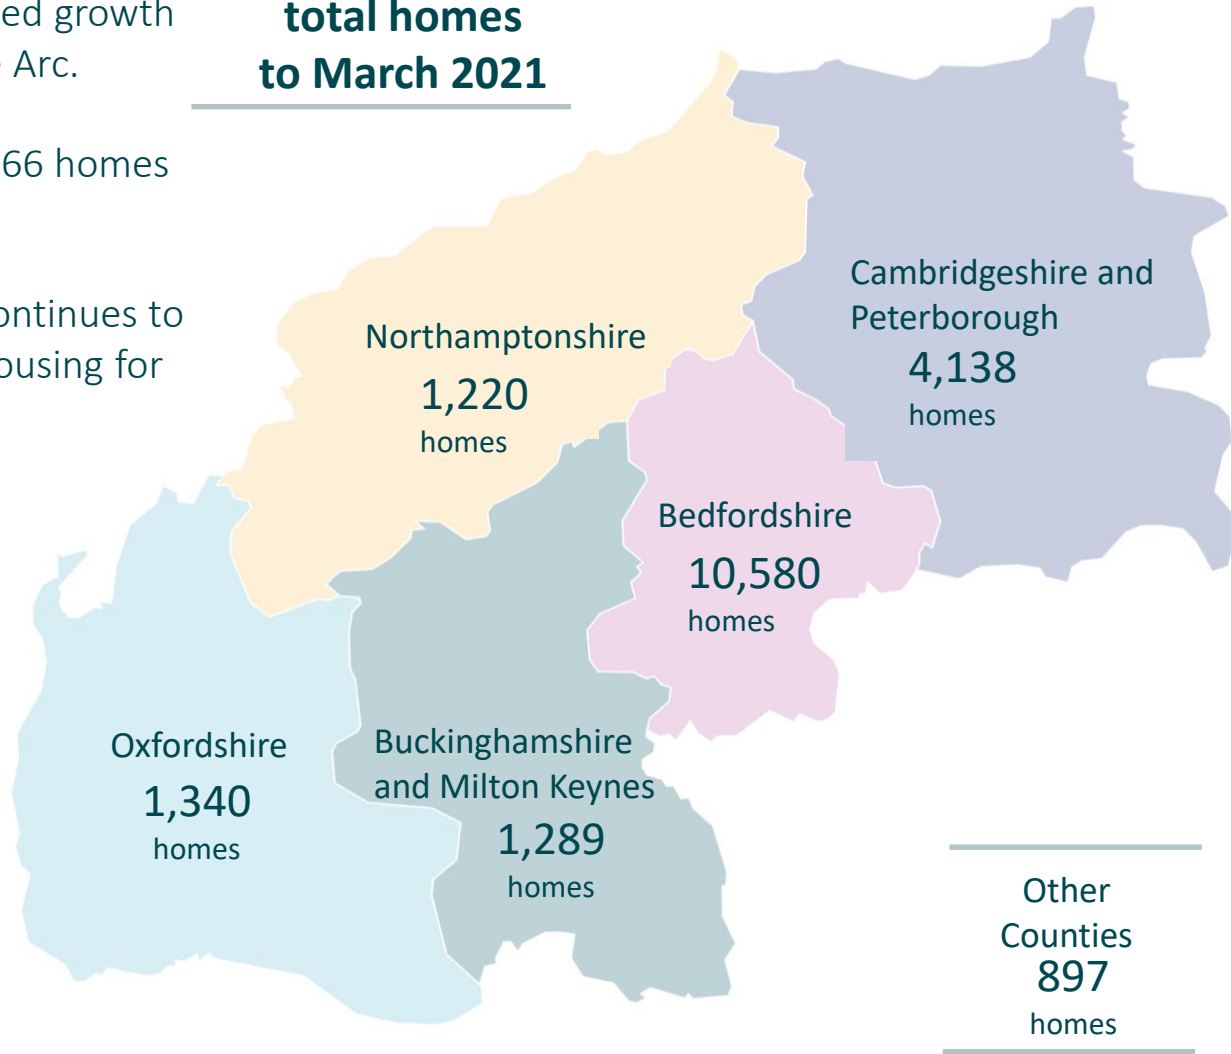 ed growth
Arc.
66 homes
ontinues to
ousing for
total homes
to March 2021
Northamptonshire
1,220
homes
Cambridgeshire and
Peterborough
4,138
homes
Bedfordshire
10,580
homes
Oxfordshire
1,340
homes
Buckinghamshire
and Milton Keynes
1,289
homes
Other
Counties
897
homes